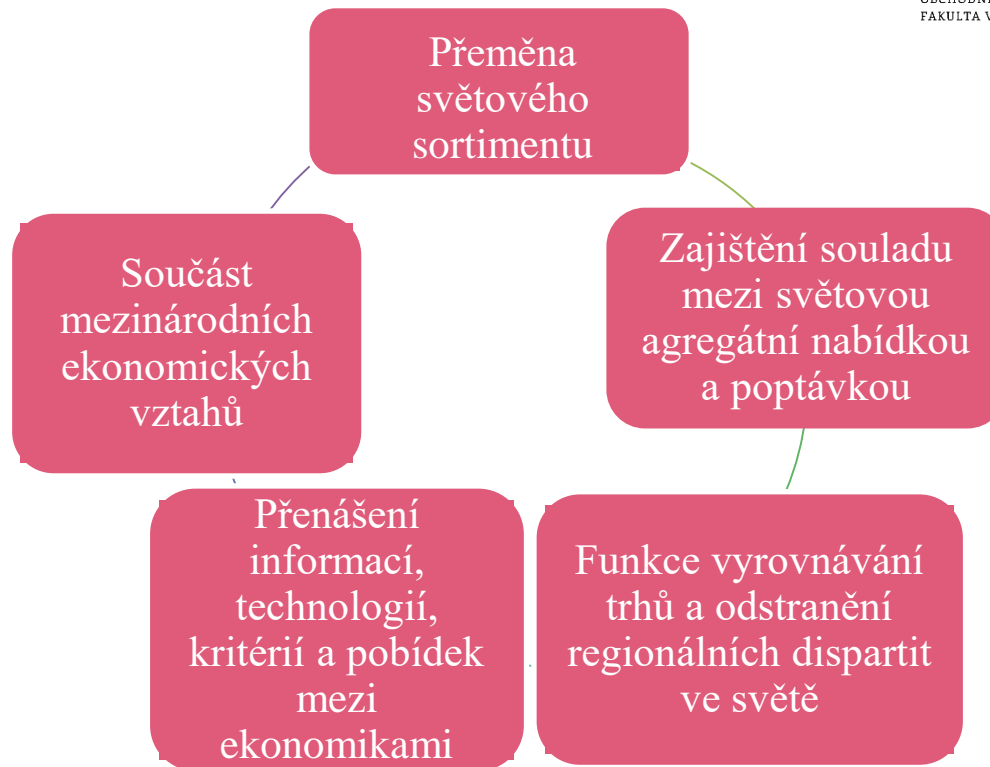 FAKULTA V
Přeměna
světového
sortimentu
Zajištění souladu
mezi světovou
agregátní nabídkou
a poptávkou
Funkce vyrovnávání
trhů a odstranění
regionálních dispartit
ve světě
Přenášení
informací,
technologií,
kritérií a pobídek
mezi
ekonomikami
Součást
mezinárodních
ekonomických
vztahů